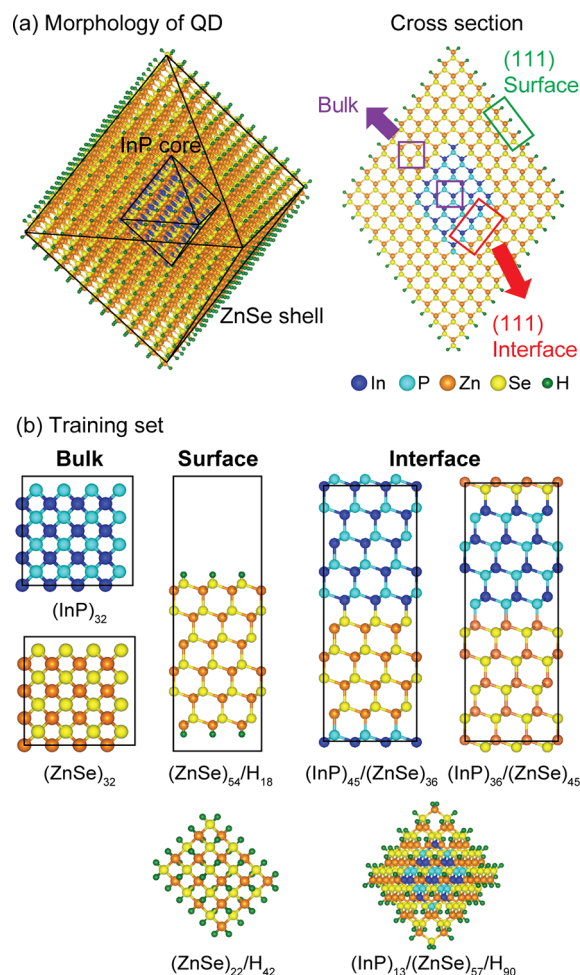 (a) Morphology of QD
Cross section
InP core
ZnSe shell
Bulk
(111)
Surface
(111)
Interface
In P Zn Se H
(b) Training set
Bulk Surface Interface
(InP)32
(ZnSe)32
(ZnSe)54/H18
(InP)45/(ZnSe)36
(InP)36/(ZnSe)45
(ZnSe)22/H42
(InP)13/(ZnSe)57/H90